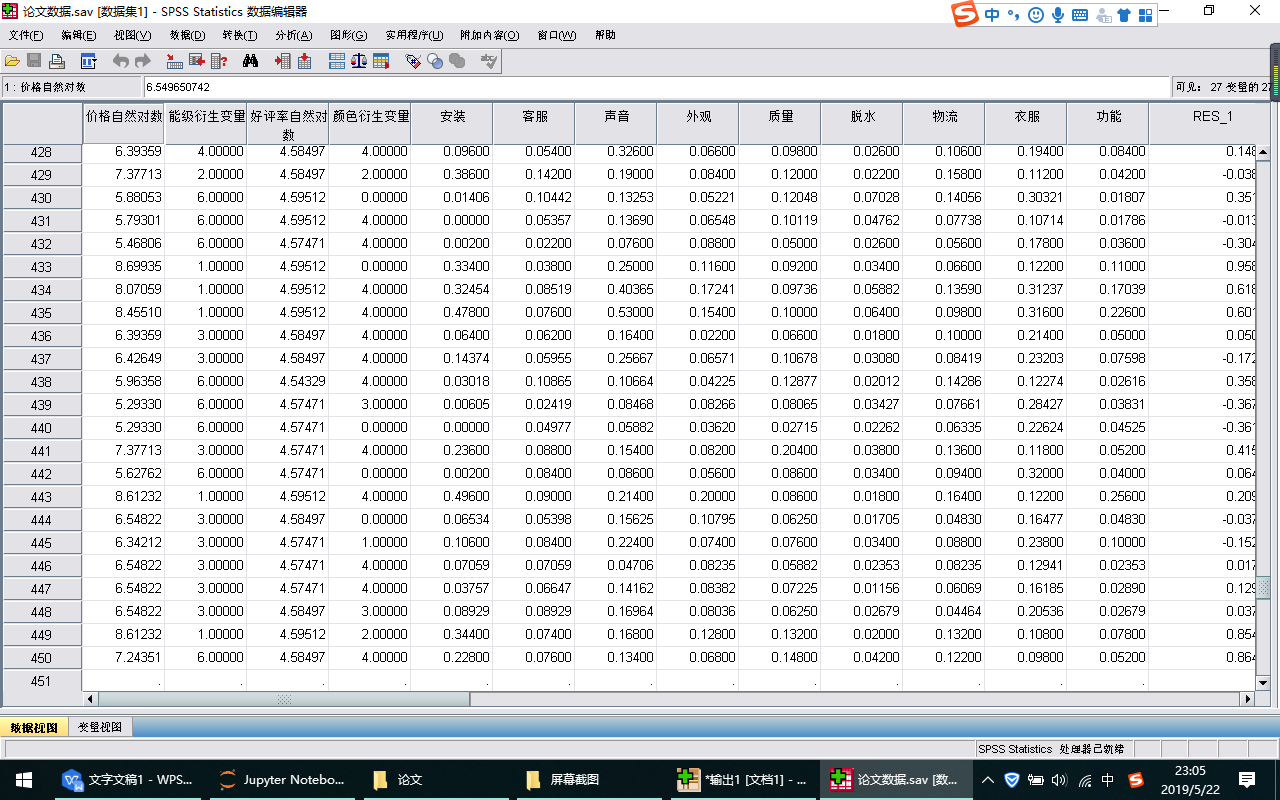 论文数据.sav [数据集1] - SPSS Statistics 数据编辑器
中
文件(F) 编辑(E) 视图(V) 数据(D) 转换(T) 分析(A) 图形(G) 实用程序(U) 附加内容(O) 窗口(W) 帮助
1 : 价格自然对数 6.549650742 可见: 27 变量的 27
价格自然对数 能级衍生变量 好评率自然对数 颜色衍生变量 安装 客服 声音 外观 质量 脱水 物流 衣服 功能 RES_1
428 6.39359 4.00000 4.58497 4.00000 0.09600 0.05400 0.32600 0.06600 0.09800 0.02600 0.10600 0.19400 0.08400 0.148
429 7.37713 2.00000 4.58497 2.00000 0.38600 0.14200 0.19000 0.08400 0.12000 0.02200 0.15800 0.11200 0.04200 -0.038
430 5.88053 6.00000 4.59512 0.00000 0.01406 0.10442 0.13253 0.05221 0.12048 0.07028 0.14056 0.30321 0.01807 0.351
431 5.79301 6.00000 4.59512 4.00000 0.00000 0.05357 0.13690 0.06548 0.10119 0.04762 0.07738 0.10714 0.01786 -0.013
432 5.46806 6.00000 4.57471 4.00000 0.00200 0.02200 0.07600 0.08800 0.05000 0.02600 0.05600 0.17800 0.03600 -0.304
433 8.69935 1.00000 4.59512 0.00000 0.33400 0.03800 0.25000 0.11600 0.09200 0.03400 0.06600 0.12200 0.11000 0.958
434 8.07059 1.00000 4.59512 4.00000 0.32454 0.08519 0.40365 0.17241 0.09736 0.05882 0.13590 0.31237 0.17039 0.618
435 8.45510 1.00000 4.59512 4.00000 0.47800 0.07600 0.53000 0.15400 0.10000 0.06400 0.09800 0.31600 0.22600 0.601
436 6.39359 3.00000 4.58497 4.00000 0.06400 0.06200 0.16400 0.02200 0.06600 0.01800 0.10000 0.21400 0.05000 0.050
437 6.42649 3.00000 4.58497 4.00000 0.14374 0.05955 0.25667 0.06571 0.10678 0.03080 0.08419 0.23203 0.07598 -0.172
438 5.96358 6.00000 4.54329 4.00000 0.03018 0.10865 0.10664 0.04225 0.12877 0.02012 0.14286 0.12274 0.02616 0.358
439 5.29330 6.00000 4.57471 3.00000 0.00605 0.02419 0.08468 0.08266 0.08065 0.03427 0.07661 0.28427 0.03831 -0.367
440 5.29330 6.00000 4.57471 0.00000 0.00000 0.04977 0.05882 0.03620 0.02715 0.02262 0.06335 0.22624 0.04525 -0.361
441 7.37713 3.00000 4.57471 4.00000 0.23600 0.08800 0.15400 0.08200 0.20400 0.03800 0.13600 0.11800 0.05200 0.415
442 5.62762 6.00000 4.57471 0.00000 0.00200 0.08400 0.08600 0.05600 0.08600 0.03400 0.09400 0.32000 0.04000 0.064
443 8.61232 1.00000 4.59512 4.00000 0.49600 0.09000 0.21400 0.20000 0.08600 0.01800 0.16400 0.12200 0.25600 0.209
444 6.54822 3.00000 4.58497 0.00000 0.06534 0.05398 0.15625 0.10795 0.06250 0.01705 0.04830 0.16477 0.04830 -0.037
445 6.34212 3.00000 4.57471 1.00000 0.10600 0.08400 0.22400 0.07400 0.07600 0.03400 0.08800 0.23800 0.10000 -0.152
446 6.54822 3.00000 4.57471 4.00000 0.07059 0.07059 0.04706 0.08235 0.05882 0.02353 0.08235 0.12941 0.02353 0.017
447 6.54822 3.00000 4.57471 4.00000 0.03757 0.06647 0.14162 0.08382 0.07225 0.01156 0.06069 0.16185 0.02890 0.129
448 6.54822 3.00000 4.58497 3.00000 0.08929 0.08929 0.16964 0.08036 0.06250 0.02679 0.04464 0.20536 0.02679 0.037
449 8.61232 1.00000 4.59512 2.00000 0.34400 0.07400 0.16800 0.12800 0.13200 0.02000 0.13200 0.10800 0.07800 0.854
450 7.24351 6.00000 4.58497 4.00000 0.22800 0.07600 0.13400 0.06800 0.14800 0.04200 0.12200 0.09800 0.05200 0.864
451 . . . . . . . . . . . . . .
数据视图 变量视图
SPSS Statistics 处理器已就绪
文字文稿1 - WPS... Jupyter Notebo... 论文 屏幕截图 *输出1 [文档1] - ... 论文数据.sav [数... 中 23:05
2019/5/22